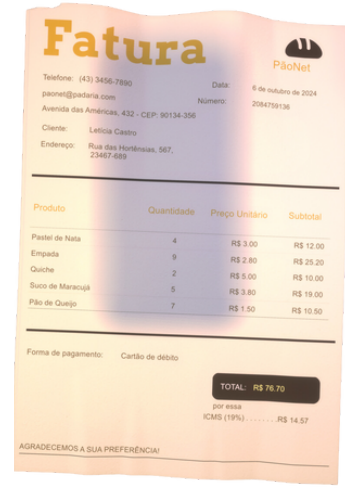 Fatura
PãoNet
Telefone: (43) 3456-7890
Data: 6 de outubro de 2024
paonet@padaria.com
Número: 2084759136
Avenida das Américas, 432 - CEP: 90134-356
Cliente: Letícia Castro
Endereço: Rua das Hortênsias, 567,
23467-689
Produto Quantidade Preço Unitário Subtotal
Pastel de Nata 4 R$ 3.00 R$ 12.00
Empada 9 R$ 2.80 R$ 25.20
Quiche 2 R$ 5.00 R$ 10.00
Suco de Maracujá 5 R$ 3.80 R$ 19.00
Pão de Queijo 7 R$ 1.50 R$ 10.50
Forma de pagamento: Cartão de débito
TOTAL: R$ 76.70
por essa
ICMS (19%)........R$ 14.57
AGRADECEMOS A SUA PREFERÊNCIA!